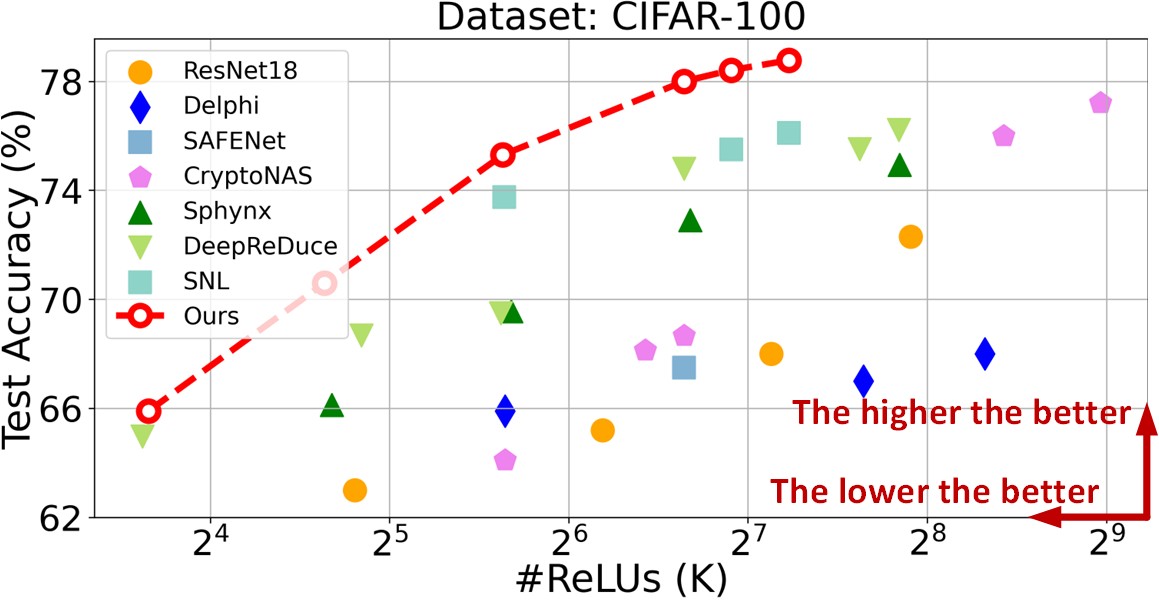 Dataset: CIFAR-100
Test Accuracy (%)
78
74
70
66
62
ResNet18
Delphi
SAFENet
CryptoNAS
Sphynx
DeepReDuce
SNL
Ours
The higher the better
The lower the better
2⁴ 2⁵ 2⁶ 2⁷ 2⁸ 2⁹
#ReLUs (K)